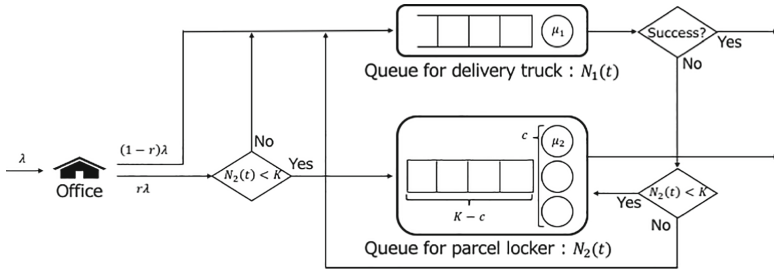 μ₁
Success?
Yes
Queue for delivery truck : N₁(t)
No
c
μ₂
λ
(1 − r)λ
No
Office
rλ
N₂(t) < K
Yes
K − c
Yes
N₂(t) < K
No
Queue for parcel locker : N₂(t)